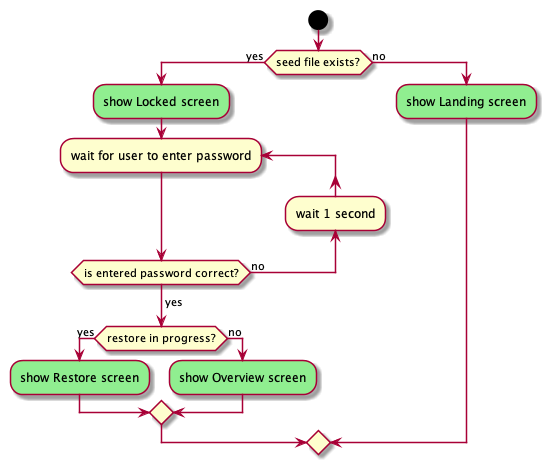 yes
seed file exists?
no
show Locked screen
show Landing screen
wait for user to enter password
wait 1 second
is entered password correct?
no
yes
yes
restore in progress?
no
show Restore screen
show Overview screen